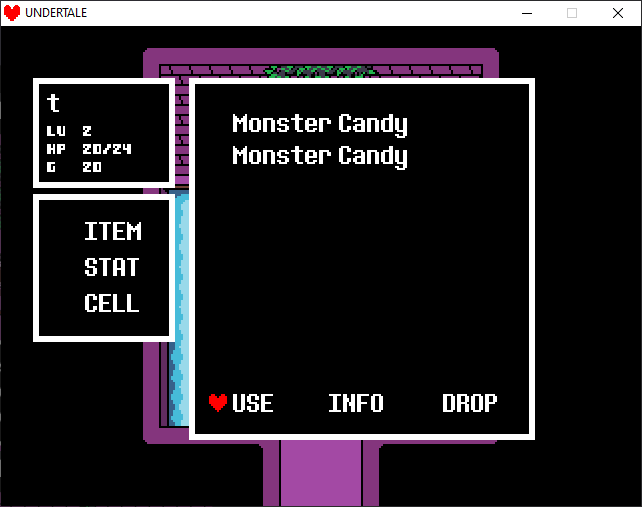 UNDERTALE
t
LV 2
HP 20/24
G 20
ITEM
STAT
CELL
Monster Candy
Monster Candy
USE INFO DROP